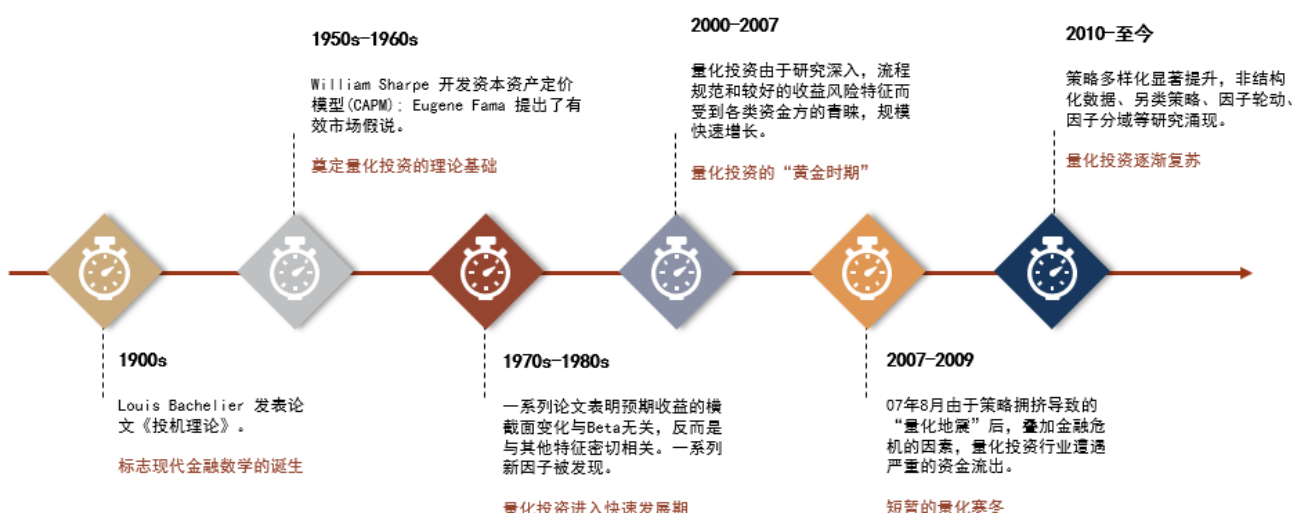 1900s
Louis Bachelier 发表论
文《投机理论》。
标志现代金融数学的诞生
1950s-1960s
William Sharpe 开发资本资产定价
模型(CAPM); Eugene Fama 提出了有
效市场假说。
奠定量化投资的理论基础
1970s-1980s
一系列论文表明预期收益的横
截面变化与Beta无关，反而是
与其他特征密切相关。一系列
新因子被发现。
量化投资进入快速发展期
2000-2007
量化投资由于研究深入，流程
规范和较好的收益风险特征而
受到各类资金方的青睐，规模
快速增长。
量化投资的“黄金时期”
2007-2009
07年8月由于策略拥挤导致的
“量化地震”后，叠加金融危
机的因素，量化投资行业遭遇
严重的资金流出。
短暂的量化寒冬
2010-至今
策略多样化显著提升，非结构
化数据、另类策略、因子轮动、
因子分域等研究涌现。
量化投资逐渐复苏